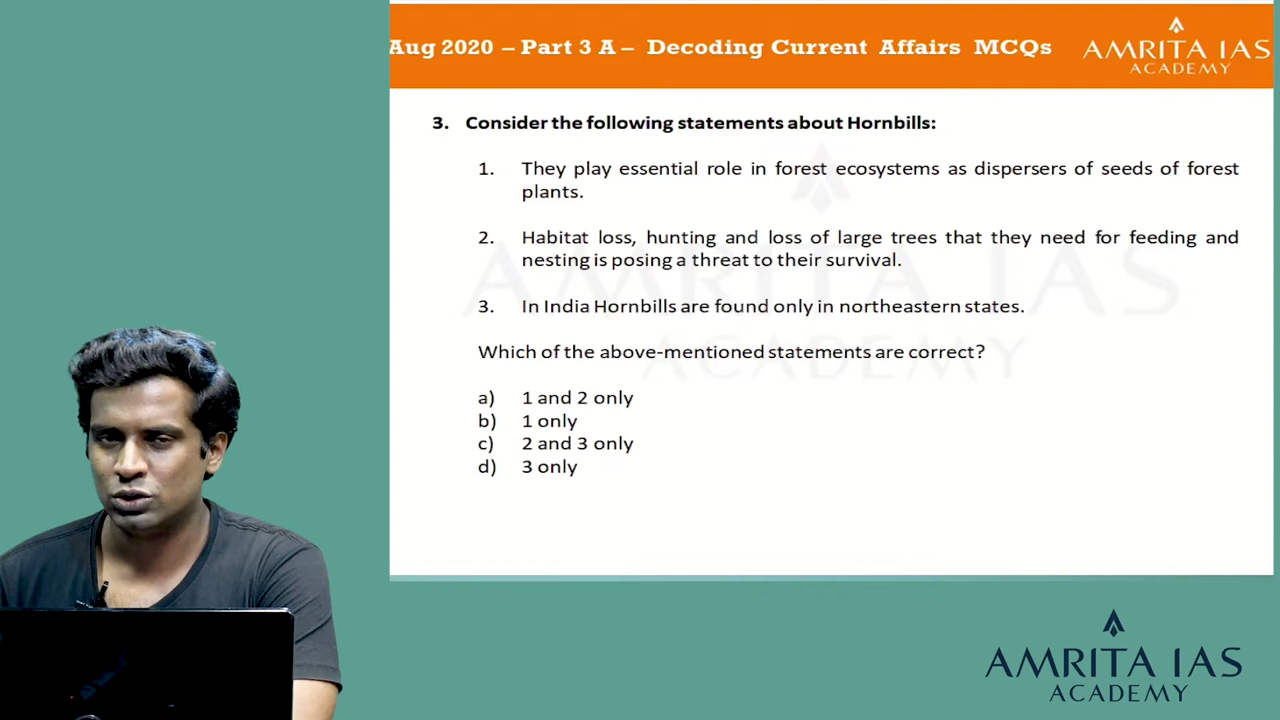 Aug 2020 – Part 3 A – Decoding Current Affairs MCQs
AMRITA IAS
ACADEMY
3. Consider the following statements about Hornbills:
1. They play essential role in forest ecosystems as dispersers of seeds of forest
plants.
2. Habitat loss, hunting and loss of large trees that they need for feeding and
nesting is posing a threat to their survival.
3. In India Hornbills are found only in northeastern states.
Which of the above-mentioned statements are correct?
a) 1 and 2 only
b) 1 only
c) 2 and 3 only
d) 3 only
AMRITA IAS
ACADEMY
AMRITA IAS
ACADEMY